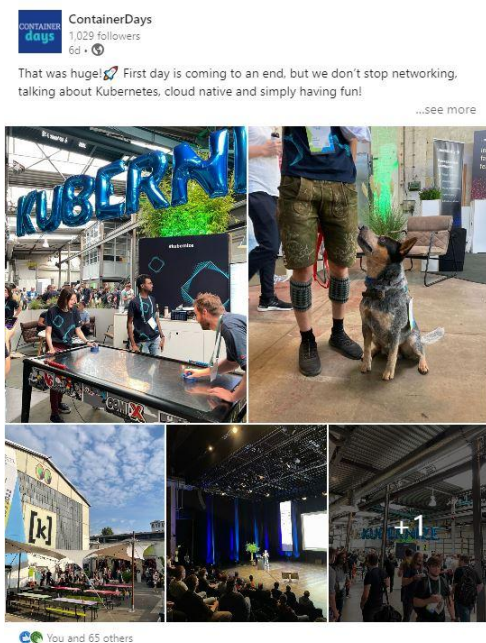 CONTAINER
days
ContainerDays
1,029 followers
6d •
That was huge!🚀 First day is coming to an end, but we don't stop networking,
talking about Kubernetes, cloud native and simply having fun!
...see more
KUBERN
#kubernize
[k]
KUBERNIZE
+1
You and 65 others